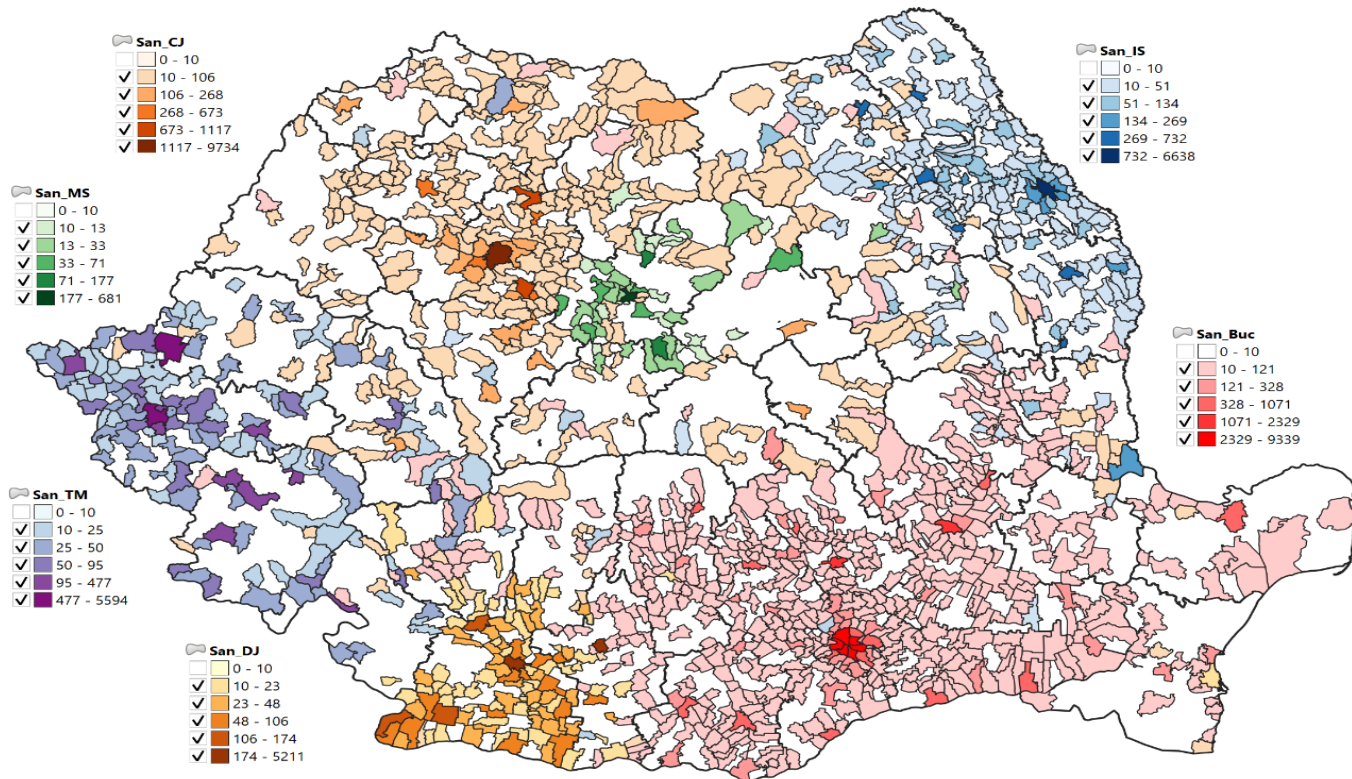 San_CJ
0 - 10
10 - 106
106 - 268
268 - 673
673 - 1117
1117 - 9734
San_IS
0 - 10
10 - 51
51 - 134
134 - 269
269 - 732
732 - 6638
San_MS
0 - 10
10 - 13
13 - 33
33 - 71
71 - 177
177 - 681
San_Buc
0 - 10
10 - 121
121 - 328
328 - 1071
1071 - 2329
2329 - 9339
San_TM
0 - 10
10 - 25
25 - 50
50 - 95
95 - 477
477 - 5594
San_DJ
0 - 10
10 - 23
23 - 48
48 - 106
106 - 174
174 - 5211